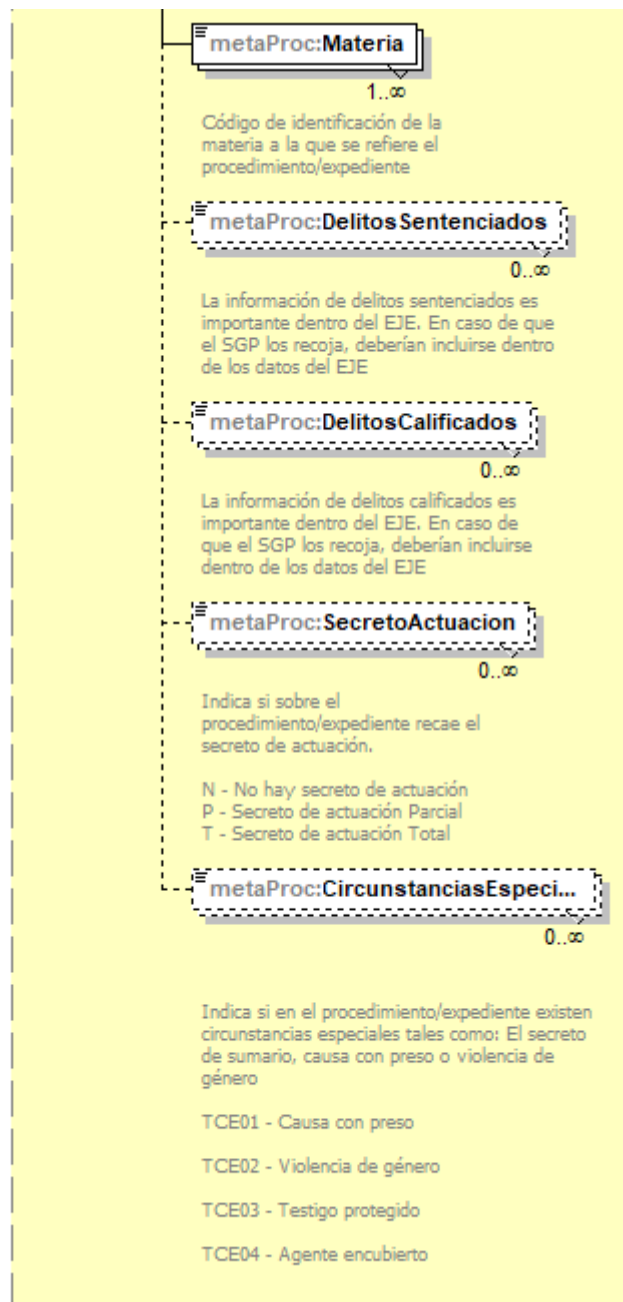 metaProc:Materia
1..∞
Código de identificación de la
materia a la que se refiere el
procedimiento/expediente
metaProc:DelitosSentenciados
0..∞
La información de delitos sentenciados es
importante dentro del EJE. En caso de que
el SGP los recoja, deberían incluirse dentro
de los datos del EJE
metaProc:DelitosCalificados
0..∞
La información de delitos calificados es
importante dentro del EJE. En caso de
que el SGP los recoja, deberían incluirse
dentro de los datos del EJE
metaProc:SecretoActuacion
0..∞
Indica si sobre el
procedimiento/expediente recae el
secreto de actuación.
N - No hay secreto de actuación
P - Secreto de actuación Parcial
T - Secreto de actuación Total
metaProc:CircunstanciasEspeci...
0..∞
Indica si en el procedimiento/expediente existen
circunstancias especiales tales como: El secreto
de sumario, causa con preso o violencia de
género
TCE01 - Causa con preso
TCE02 - Violencia de género
TCE03 - Testigo protegido
TCE04 - Agente encubierto